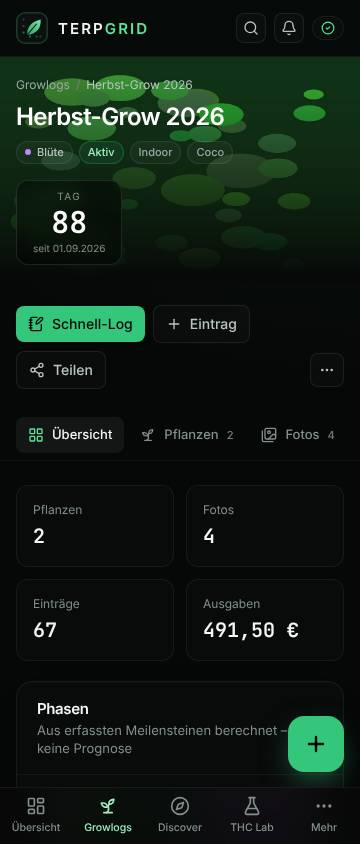 TERPGRID
Growlogs / Herbst-Grow 2026
Herbst-Grow 2026
Blüte Aktiv Indoor Coco
TAG
88
seit 01.09.2026
Schnell-Log Eintrag
Teilen
Übersicht Pflanzen 2 Fotos 4
Pflanzen Fotos
2 4
Einträge Ausgaben
67 491,50 €
Phasen
Aus erfassten Meilensteinen berechnet –
keine Prognose
Übersicht Growlogs Discover THC Lab Mehr